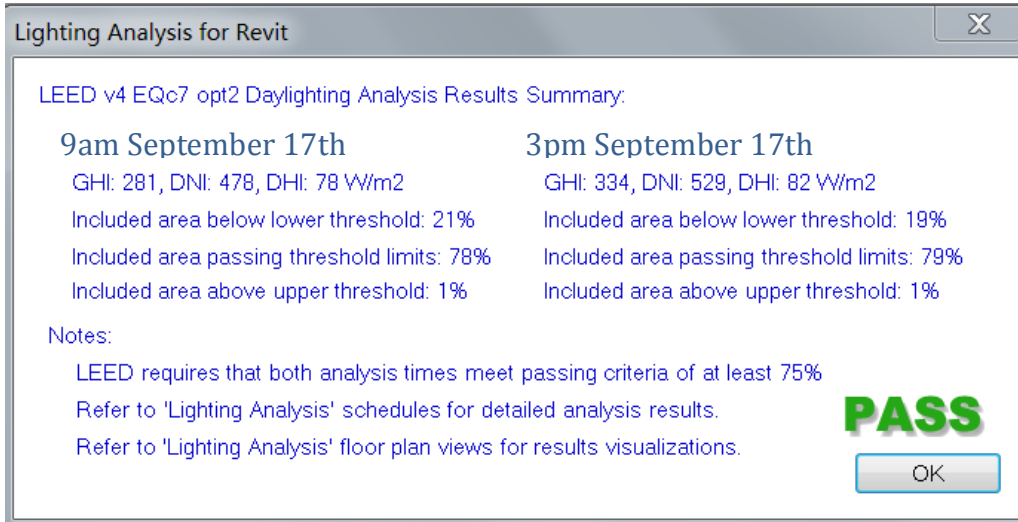 Lighting Analysis for Revit
LEED v4 EQc7 opt2 Daylighting Analysis Results Summary:
9am September 17th
GHI: 281, DNI: 478, DHI: 78 W/m2
Included area below lower threshold: 21%
Included area passing threshold limits: 78%
Included area above upper threshold: 1%
3pm September 17th
GHI: 334, DNI: 529, DHI: 82 W/m2
Included area below lower threshold: 19%
Included area passing threshold limits: 79%
Included area above upper threshold: 1%
Notes:
LEED requires that both analysis times meet passing criteria of at least 75%
Refer to 'Lighting Analysis' schedules for detailed analysis results.
Refer to 'Lighting Analysis' floor plan views for results visualizations.
PASS
OK